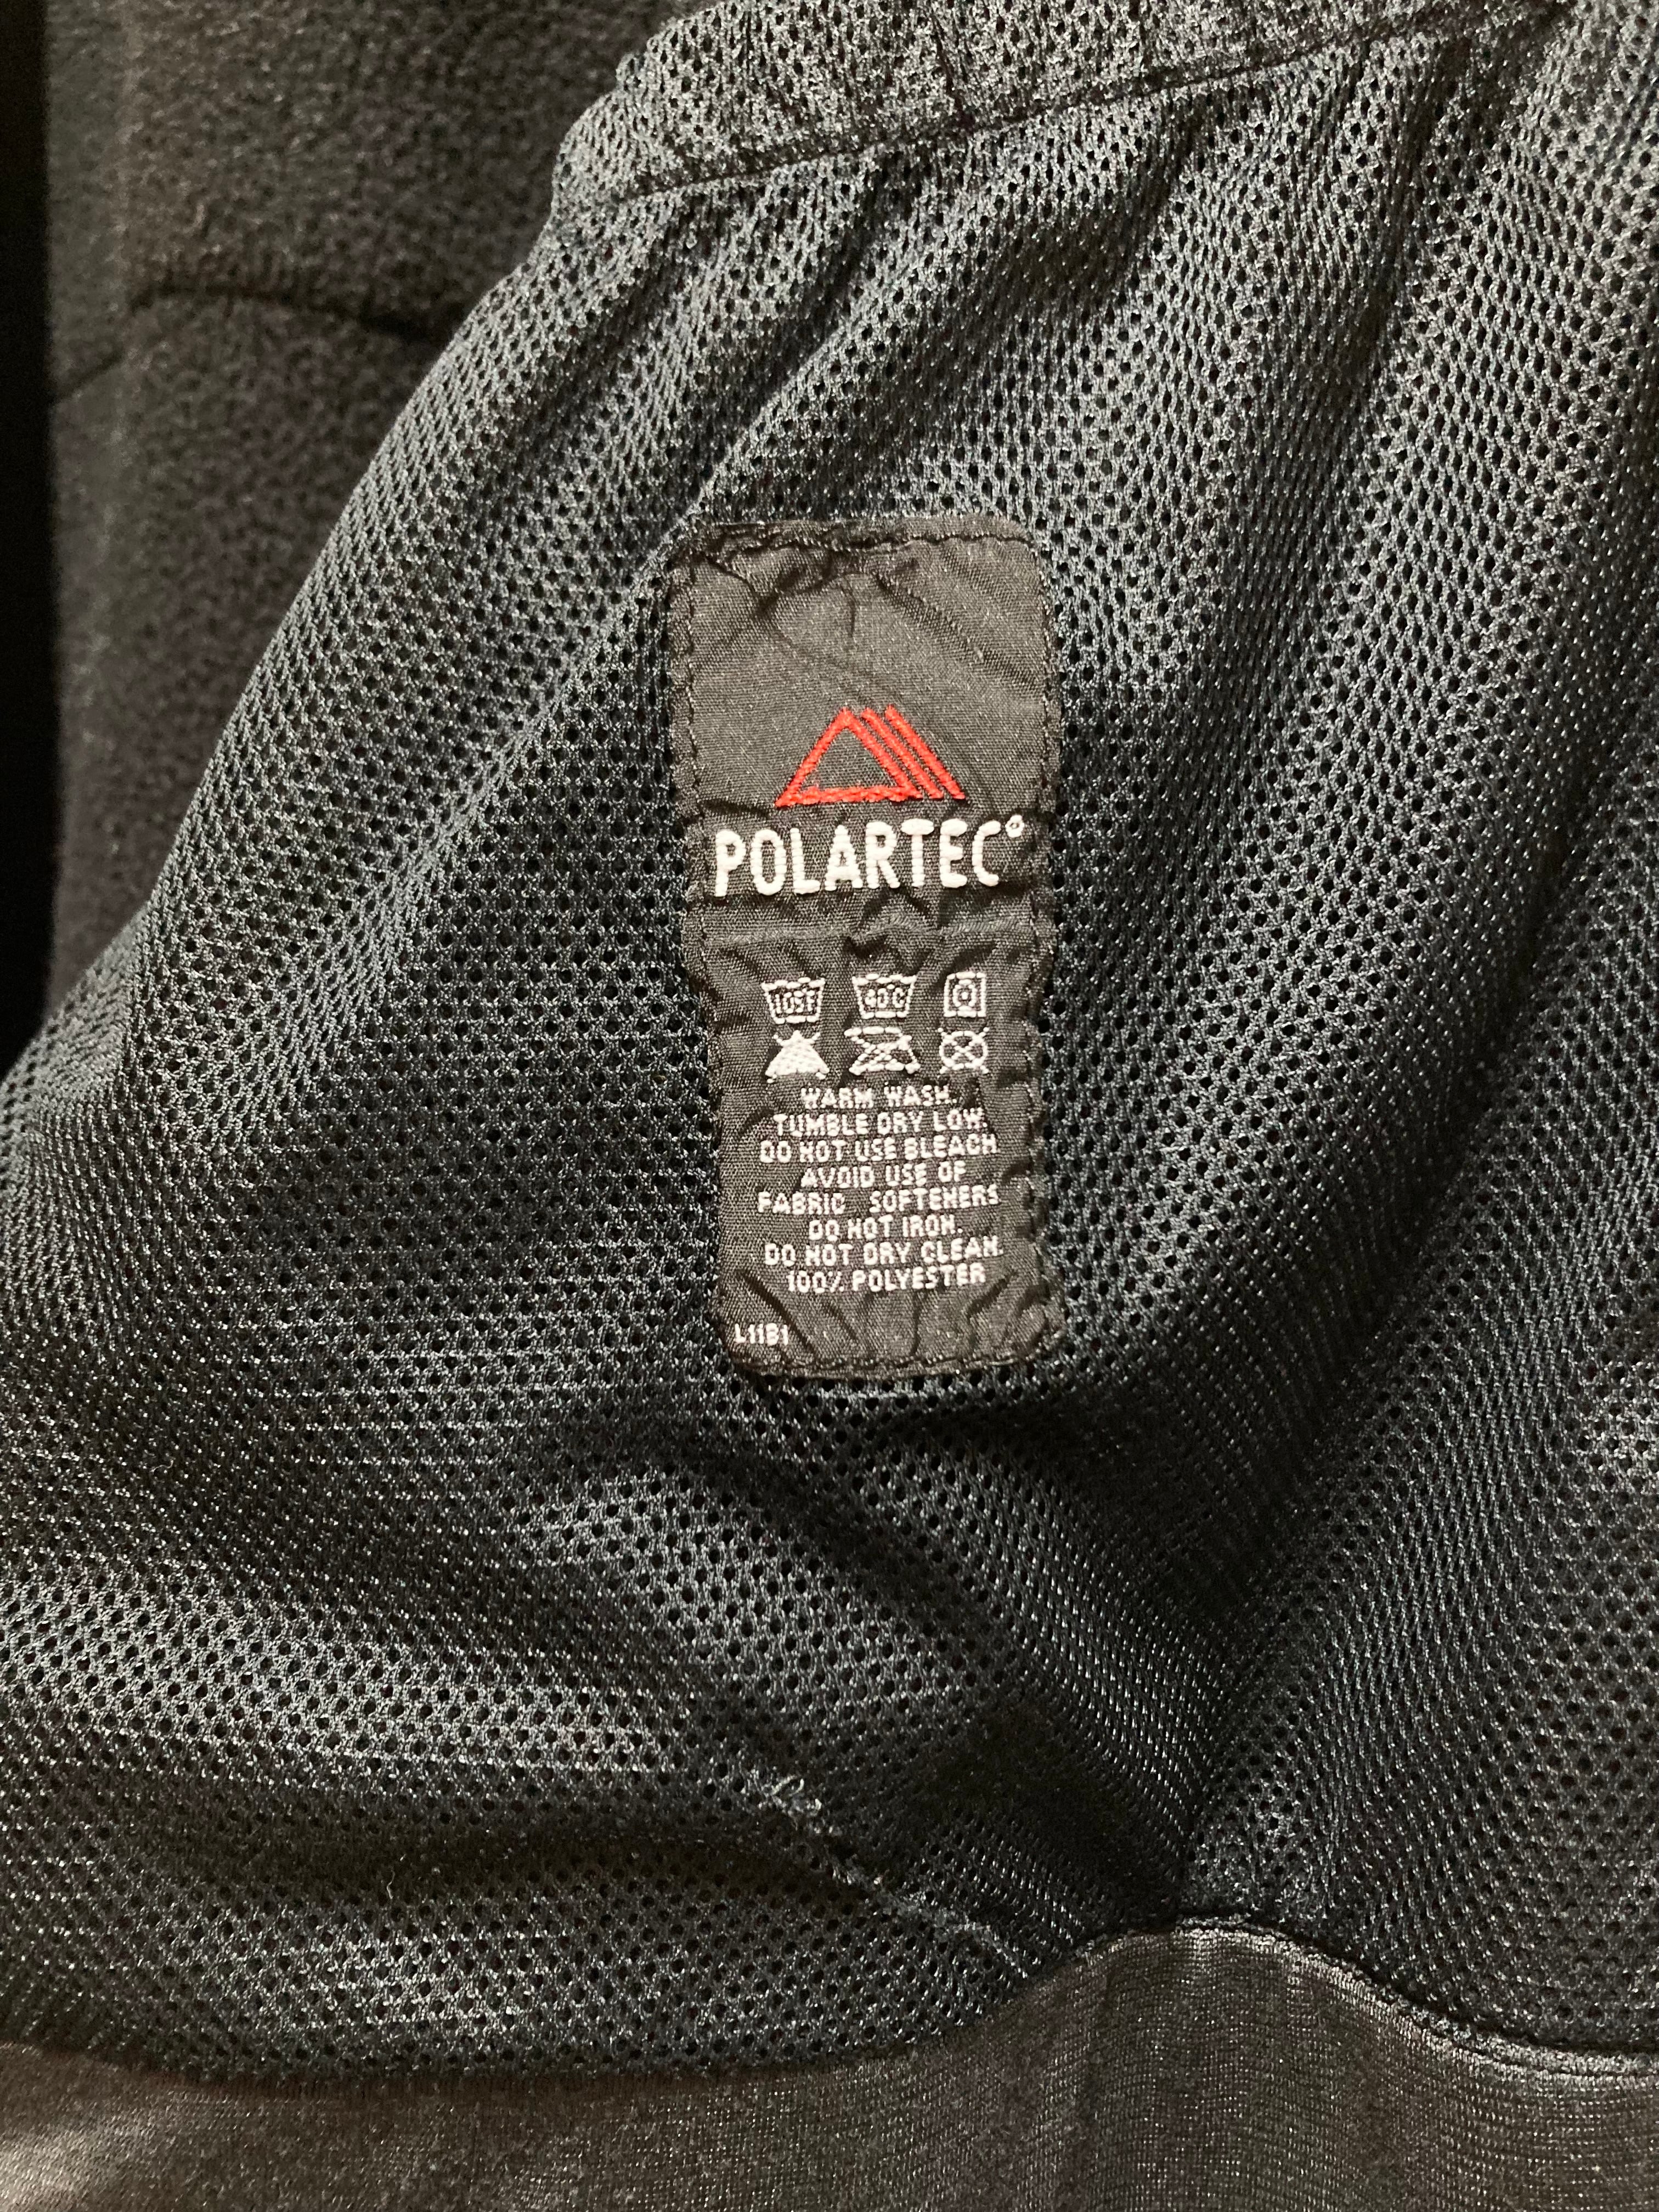 POLARTEC®
105F 40°C
WARM WASH.
TUMBLE DRY LOW.
DO NOT USE BLEACH
AVOID USE OF
FABRIC SOFTENERS
DO NOT IRON.
DO NOT DRY CLEAN.
100% POLYESTER
L11B1